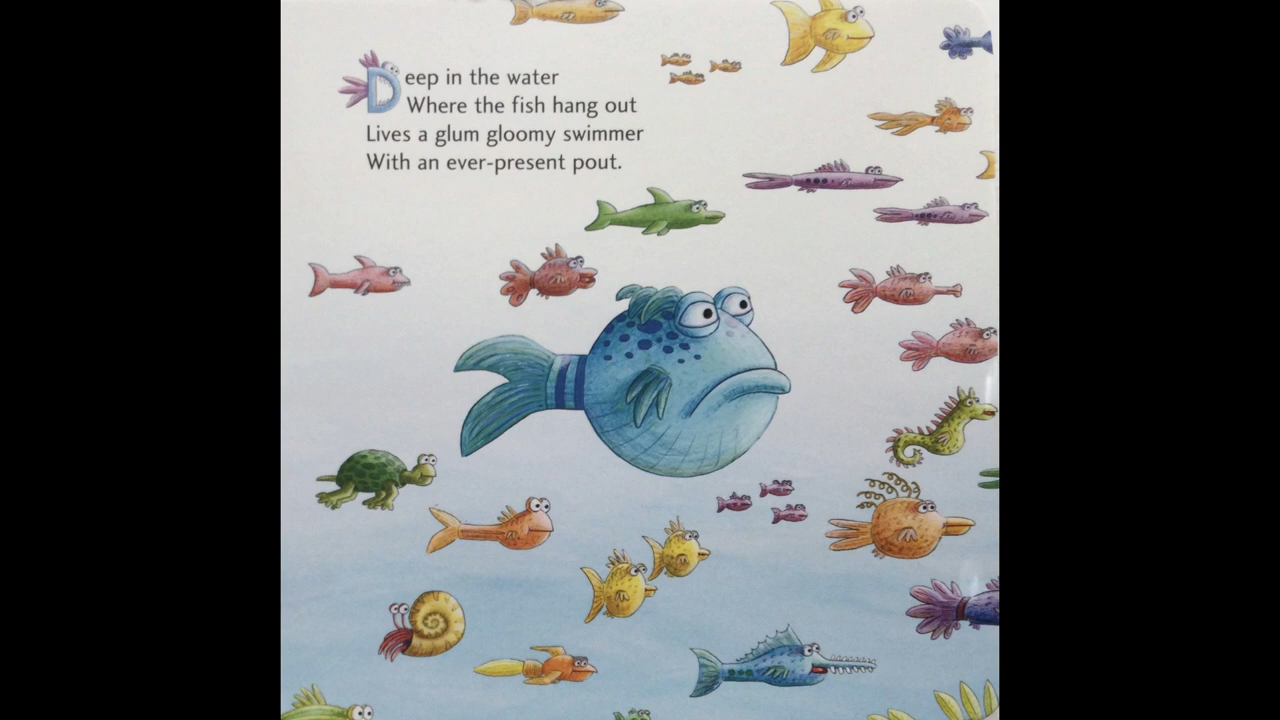 Deep in the water
Where the fish hang out
Lives a glum gloomy swimmer
With an ever-present pout.